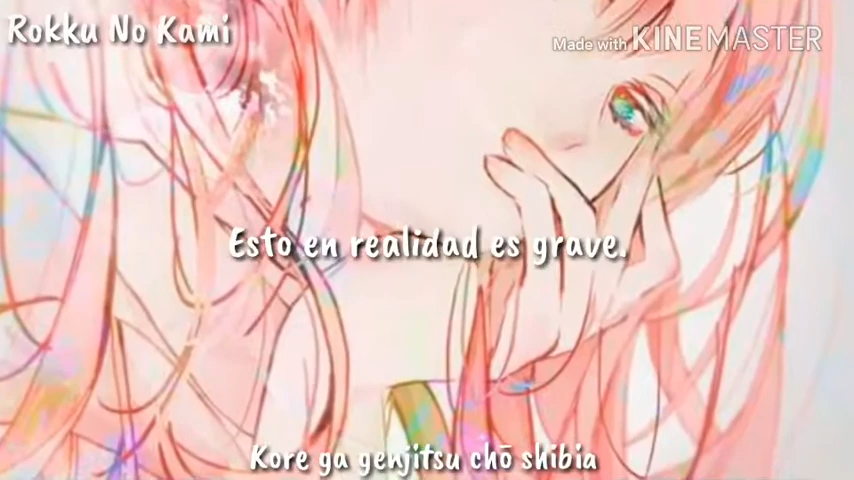 Rokku No Kami
Made with KINEMASTER
Esto en realidad es grave.
Kore ga genjitsu chō shibia